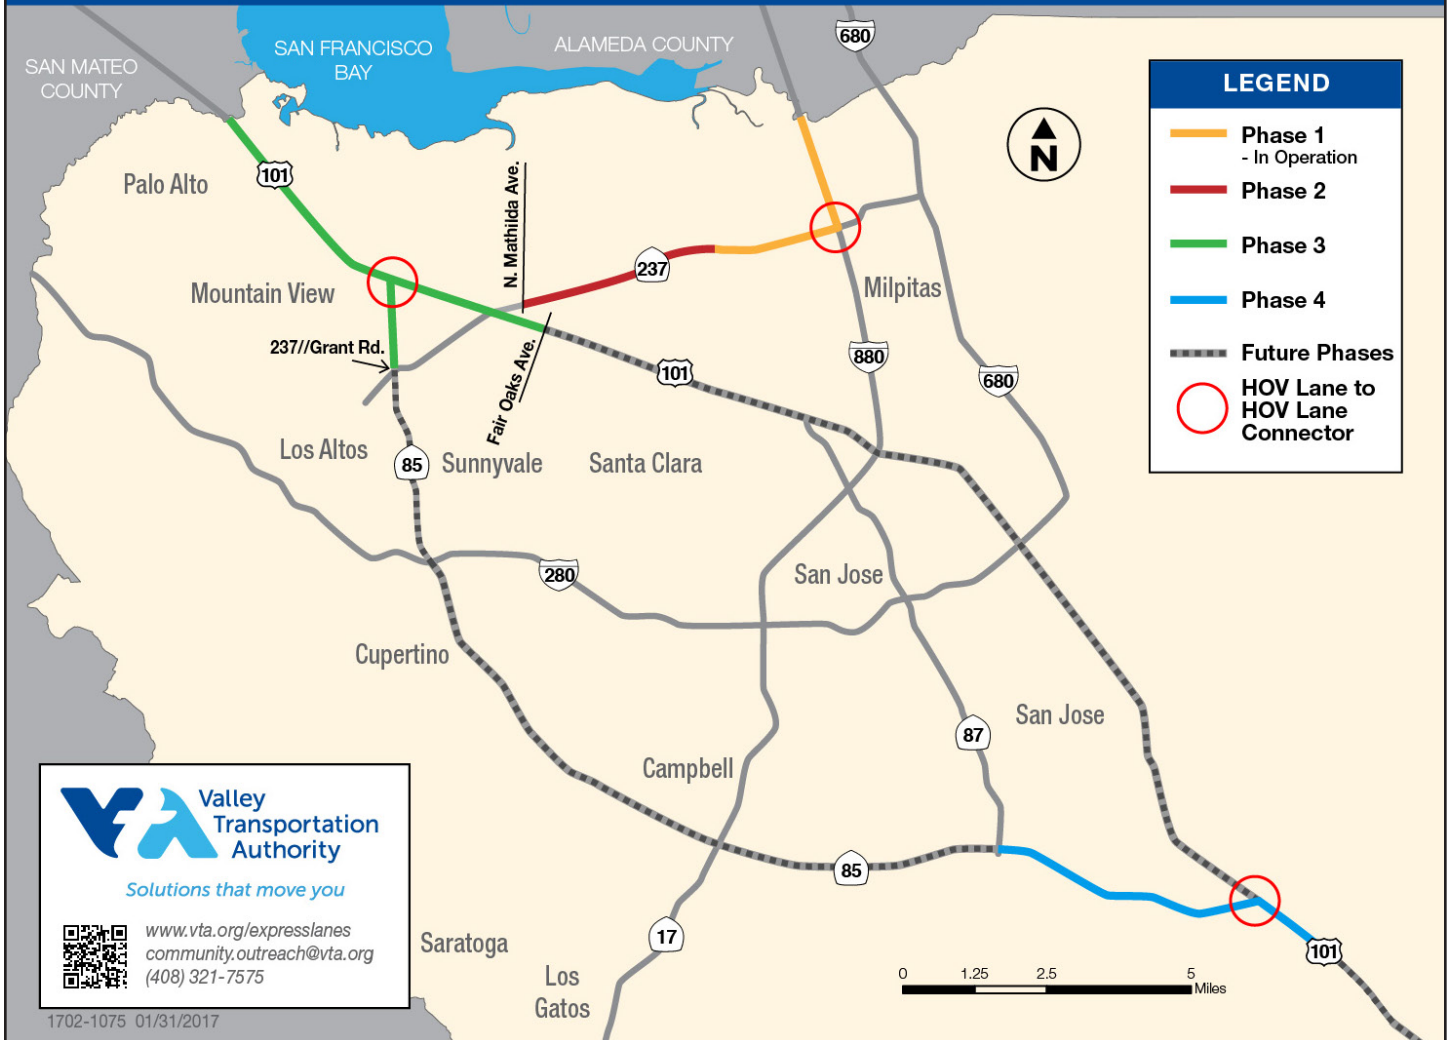 SAN MATEO
COUNTY
SAN FRANCISCO
BAY
ALAMEDA COUNTY
680
LEGEND
Phase 1
- In Operation
Phase 2
Phase 3
Phase 4
Future Phases
HOV Lane to
HOV Lane
Connector
N
Palo Alto
101
N. Mathilda Ave.
237
Mountain View
Milpitas
237//Grant Rd.
Fair Oaks Ave.
101
880
680
Los Altos
85
Sunnyvale
Santa Clara
280
San Jose
Cupertino
San Jose
87
Campbell
85
17
101
Saratoga
Los
Gatos
0 1.25 2.5 5
Miles
Valley
Transportation
Authority
Solutions that move you
www.vta.org/expresslanes
community.outreach@vta.org
(408) 321-7575
1702-1075 01/31/2017